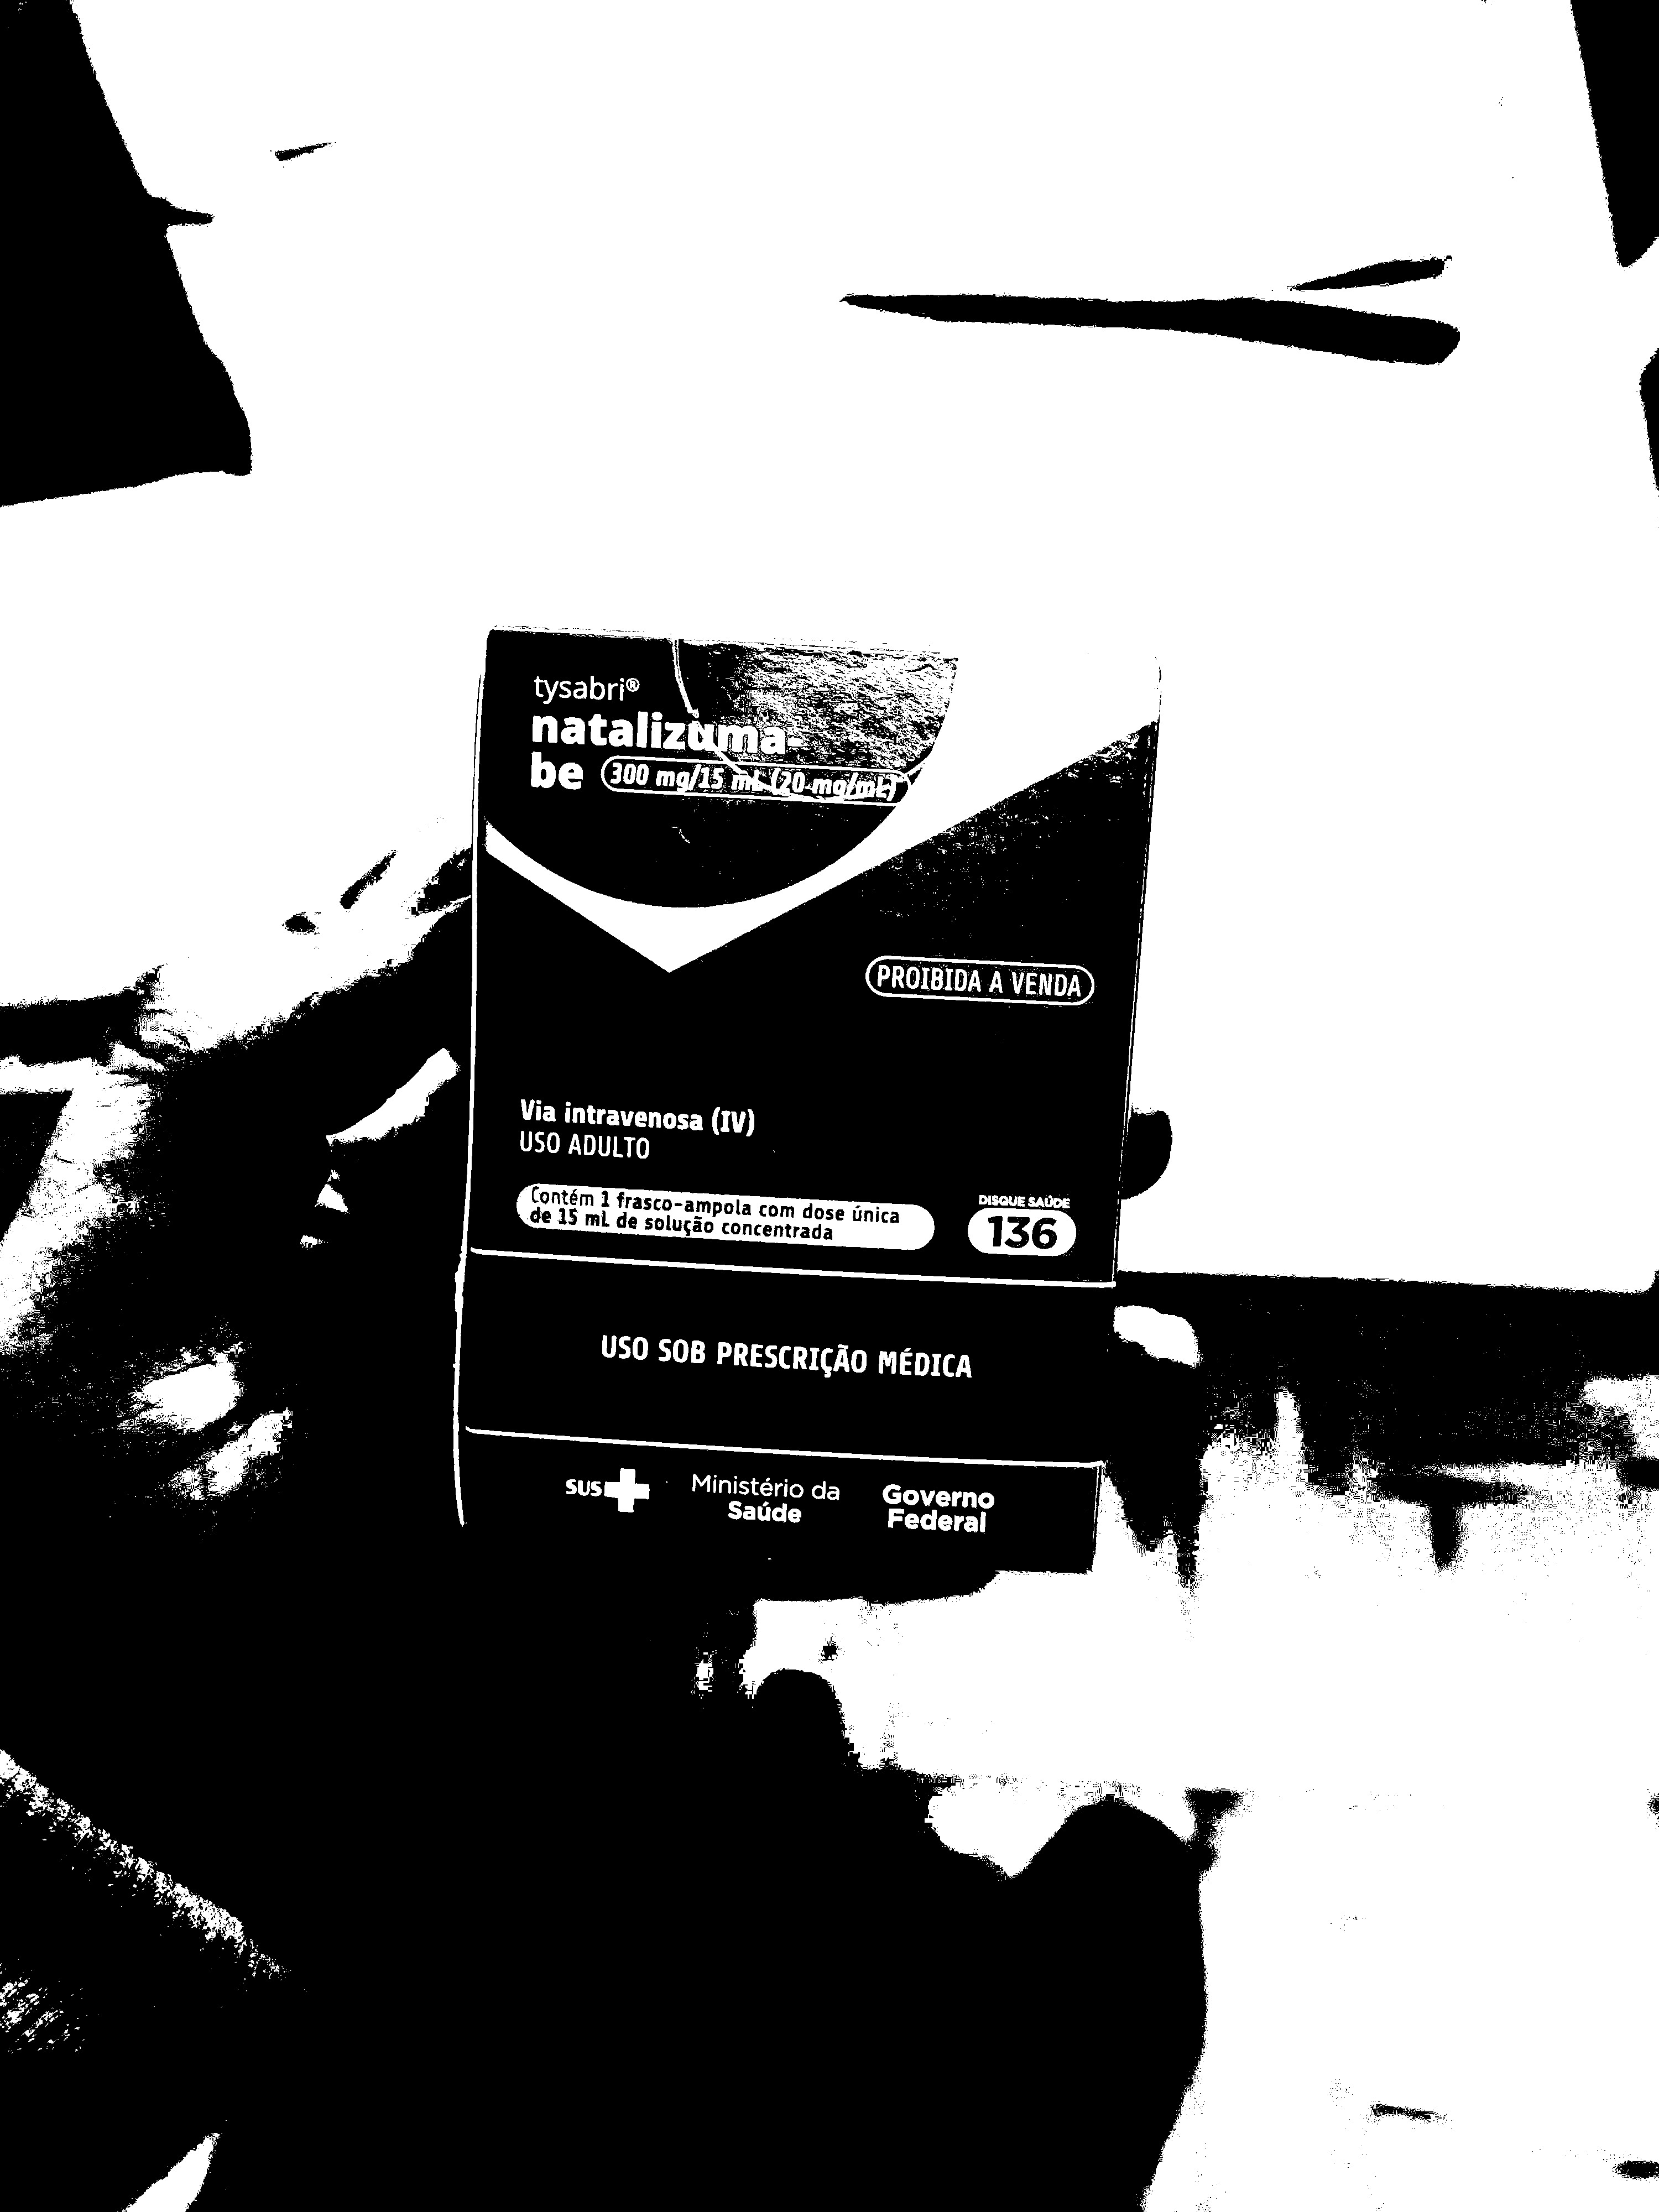 tysabri®
natalizuma-
be 300 mg/15 mL (20 mg/mL)
PROIBIDA A VENDA
Via intravenosa (IV)
USO ADULTO
Contém 1 frasco-ampola com dose única
de 15 mL de solução concentrada
DISQUE SAÚDE
136
USO SOB PRESCRIÇÃO MÉDICA
SUS
Ministério da
Saúde
Governo
Federal